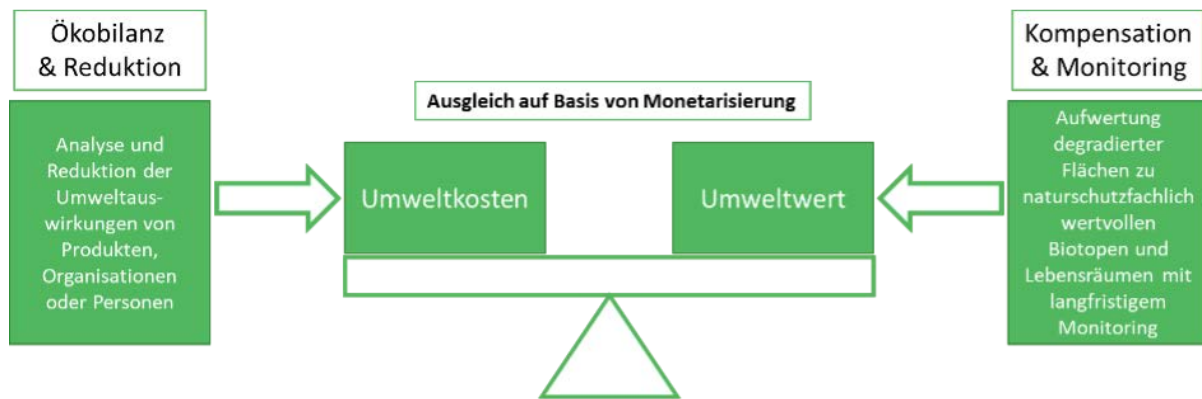 Ökobilanz
& Reduktion
Analyse und
Reduktion der
Umweltaus-
wirkungen von
Produkten,
Organisationen
oder Personen
Ausgleich auf Basis von Monetarisierung
Umweltkosten
Umweltwert
Kompensation
& Monitoring
Aufwertung
degradierter
Flächen zu
naturschutzfachlich
wertvollen
Biotopen und
Lebensräumen mit
langfristigem
Monitoring